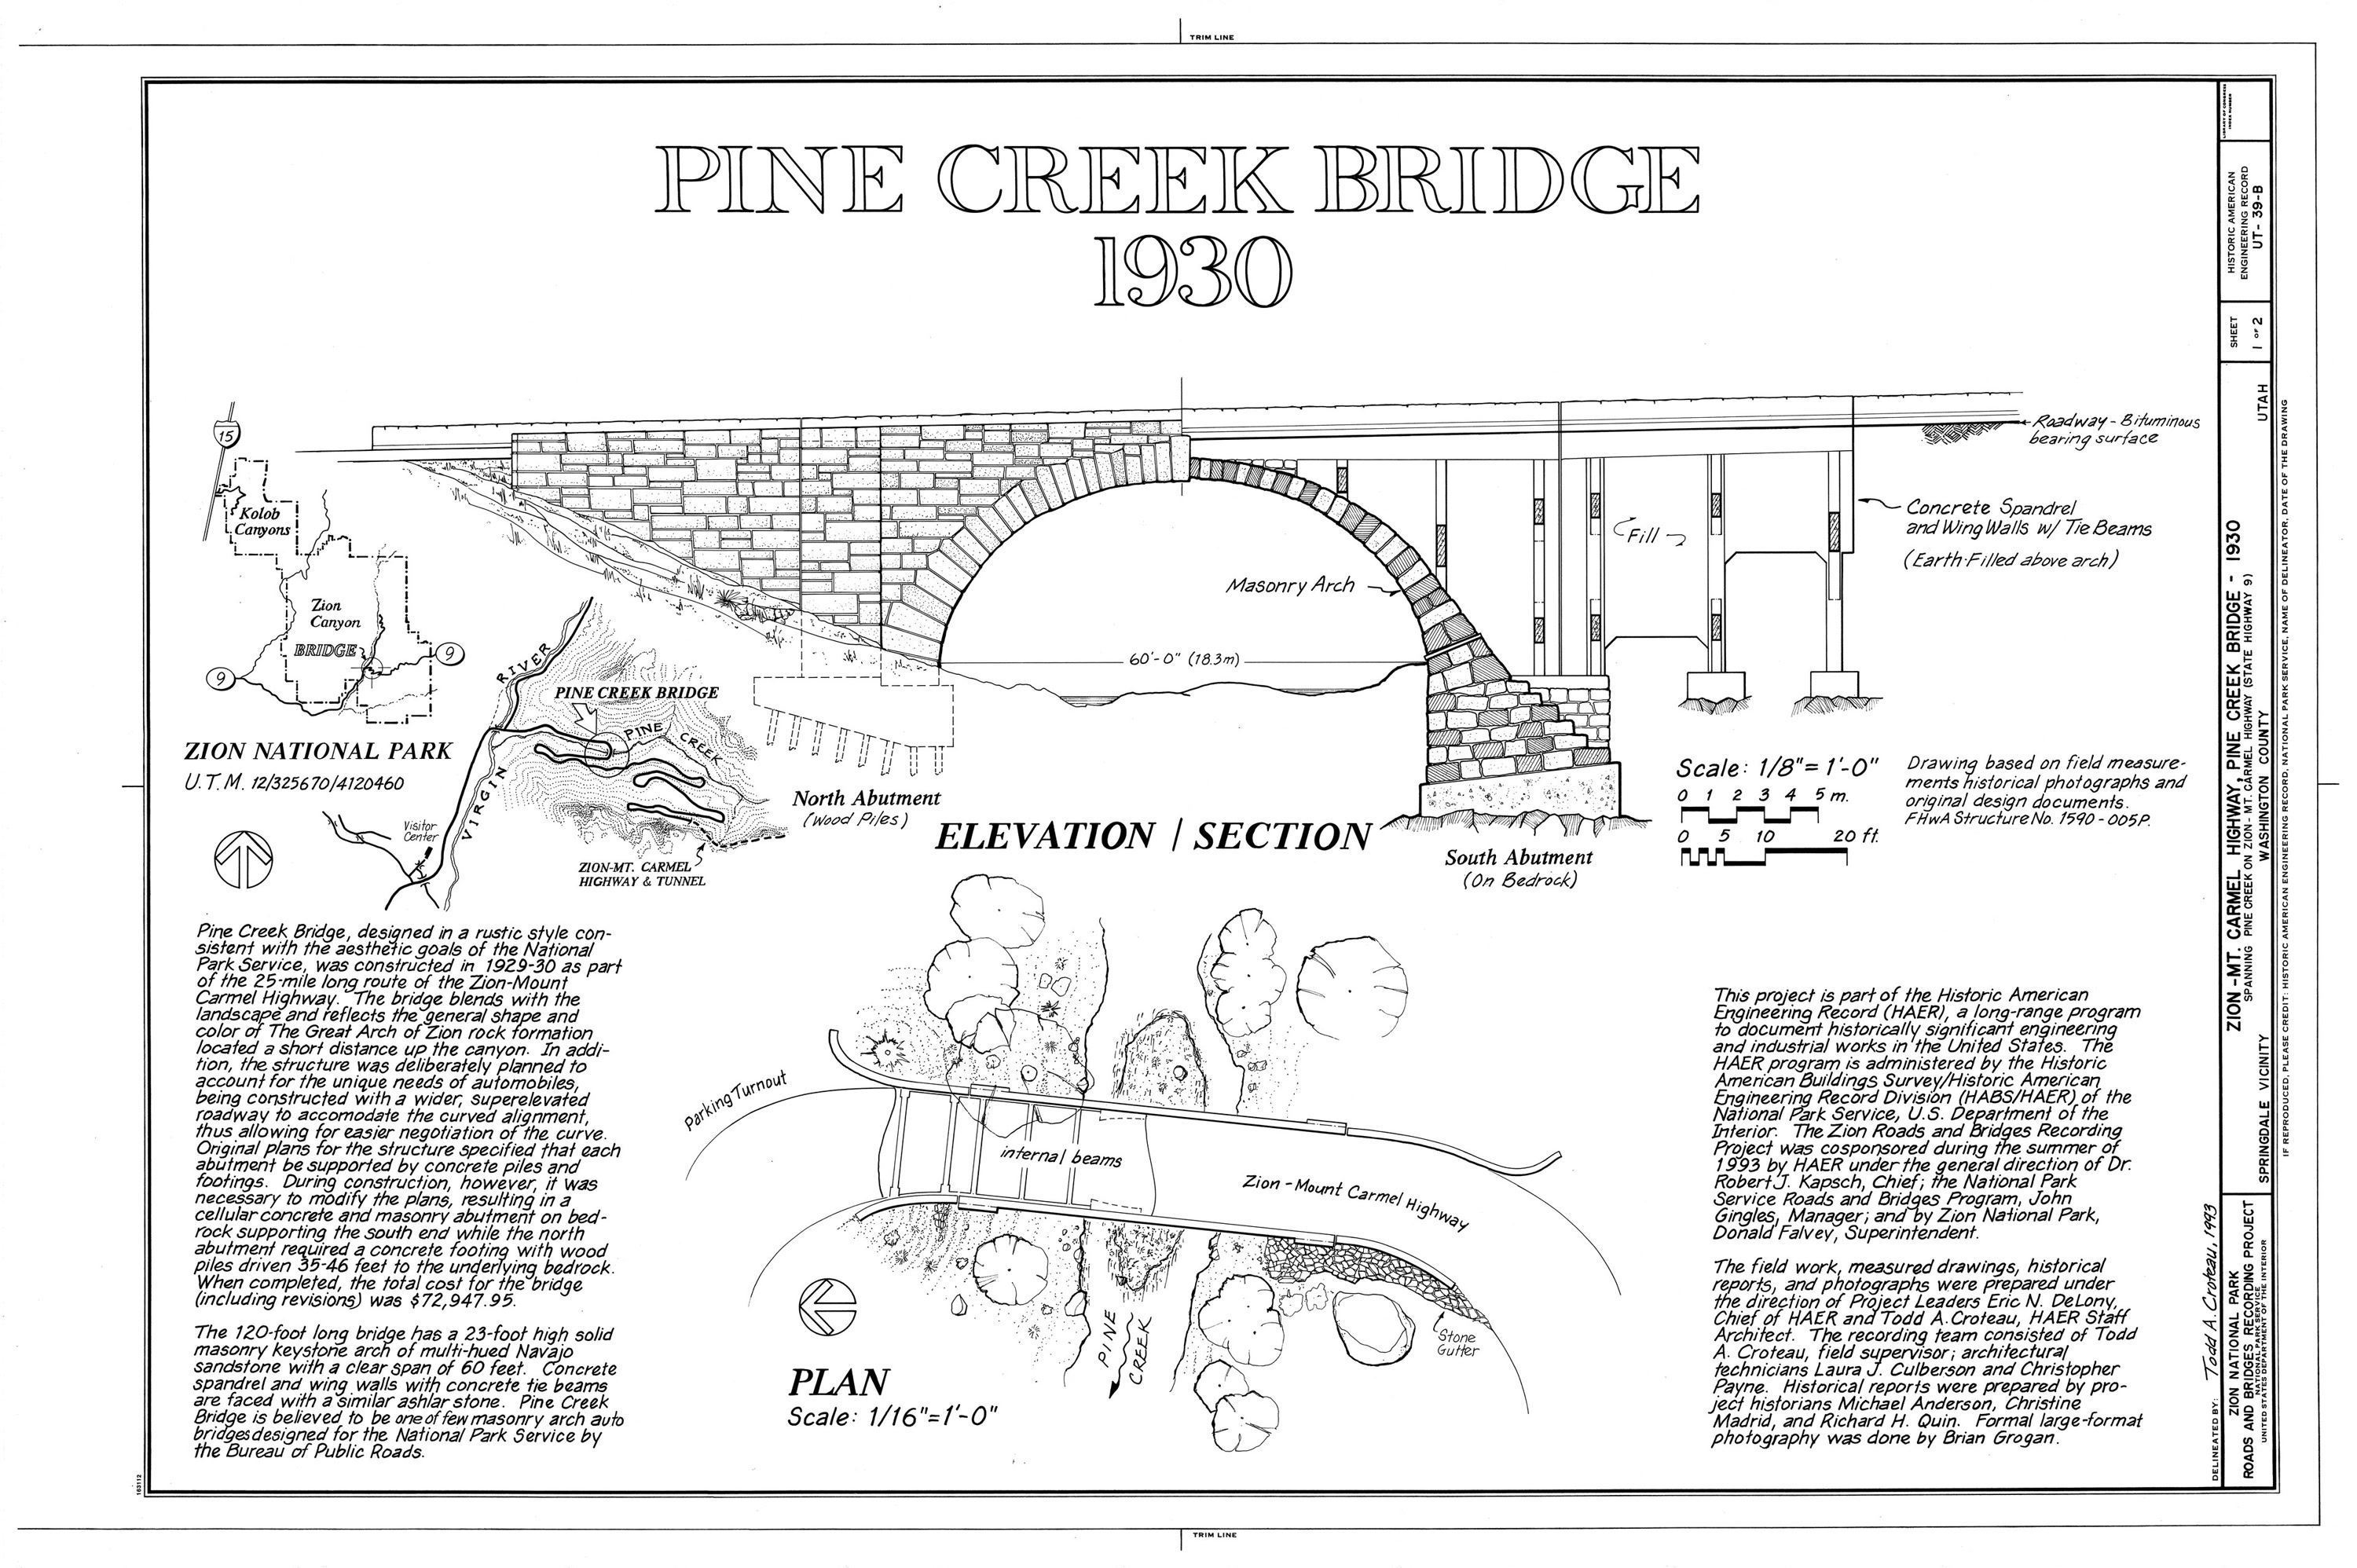 TRIM LINE
PINE CREEK BRIDGE
1930
15
Kolob
Canyons
Zion
Canyon
BRIDGE
9
9
ZION NATIONAL PARK
U.T.M. 12/325670/4120460
RIVER
VIRGIN
PINE CREEK BRIDGE
PINE
CREEK
Visitor
Center
ZION-MT. CARMEL
HIGHWAY & TUNNEL
Roadway - Bituminous
bearing surface
Concrete Spandrel
and Wing Walls w/ Tie Beams
(Earth-Filled above arch)
Fill
Masonry Arch
60'-0" (18.3m)
North Abutment
(Wood Piles)
ELEVATION / SECTION
South Abutment
(On Bedrock)
Scale: 1/8"= 1'-0"
0 1 2 3 4 5 m.
0 5 10 20 ft.
Drawing based on field measure-
ments historical photographs and
original design documents.
FHwA Structure No. 1590-005P.
Pine Creek Bridge, designed in a rustic style con-
sistent with the aesthetic goals of the National
Park Service, was constructed in 1929-30 as part
of the 25-mile long route of the Zion-Mount
Carmel Highway. The bridge blends with the
landscape and reflects the general shape and
color of The Great Arch of Zion rock formation
located a short distance up the canyon. In addi-
tion, the structure was deliberately planned to
account for the unique needs of automobiles,
being constructed with a wider, superelevated
roadway to accomodate the curved alignment,
thus allowing for easier negotiation of the curve.
Original plans for the structure specified that each
abutment be supported by concrete piles and
footings. During construction, however, it was
necessary to modify the plans, resulting in a
cellular concrete and masonry abutment on bed-
rock supporting the south end while the north
abutment required a concrete footing with wood
piles driven 35-46 feet to the underlying bedrock.
When completed, the total cost for the bridge
(including revisions) was $72,947.95.
The 120-foot long bridge has a 23-foot high solid
masonry keystone arch of multi-hued Navajo
sandstone with a clear span of 60 feet. Concrete
spandrel and wing walls with concrete tie beams
are faced with a similar ashlar stone. Pine Creek
Bridge is believed to be one of few masonry arch auto
bridges designed for the National Park Service by
the Bureau of Public Roads.
Parking Turnout
internal beams
Zion - Mount Carmel Highway
PINE
CREEK
Stone
Gutter
PLAN
Scale: 1/16"=1'-0"
This project is part of the Historic American
Engineering Record (HAER), a long-range program
to document historically significant engineering
and industrial works in the United States. The
HAER program is administered by the Historic
American Buildings Survey/Historic American
Engineering Record Division (HABS/HAER) of the
National Park Service, U.S. Department of the
Interior. The Zion Roads and Bridges Recording
Project was cosponsored during the summer of
1993 by HAER under the general direction of Dr.
Robert J. Kapsch, Chief; the National Park
Service Roads and Bridges Program, John
Gingles, Manager; and by Zion National Park,
Donald Falvey, Superintendent.
The field work, measured drawings, historical
reports, and photographs were prepared under
the direction of Project Leaders Eric N. DeLony,
Chief of HAER and Todd A. Croteau, HAER Staff
Architect. The recording team consisted of Todd
A. Croteau, field supervisor; architectural
technicians Laura J. Culberson and Christopher
Payne. Historical reports were prepared by pro-
ject historians Michael Anderson, Christine
Madrid, and Richard H. Quin. Formal large-format
photography was done by Brian Grogan.
LIBRARY OF CONGRESS
INDEX NUMBER
HISTORIC AMERICAN
ENGINEERING RECORD
UT-39-B
SHEET
1 OF 2
ZION-MT. CARMEL HIGHWAY, PINE CREEK BRIDGE - 1930
SPANNING PINE CREEK ON ZION-MT. CARMEL HIGHWAY (STATE HIGHWAY 9)
SPRINGDALE VICINITY
WASHINGTON COUNTY
UTAH
DELINEATED BY: Todd A. Croteau, 1993
ZION NATIONAL PARK
ROADS AND BRIDGES RECORDING PROJECT
NATIONAL PARK SERVICE
UNITED STATES DEPARTMENT OF THE INTERIOR
IF REPRODUCED, PLEASE CREDIT: HISTORIC AMERICAN ENGINEERING RECORD, NATIONAL PARK SERVICE, NAME OF DELINEATOR, DATE OF THE DRAWING
163112
TRIM LINE